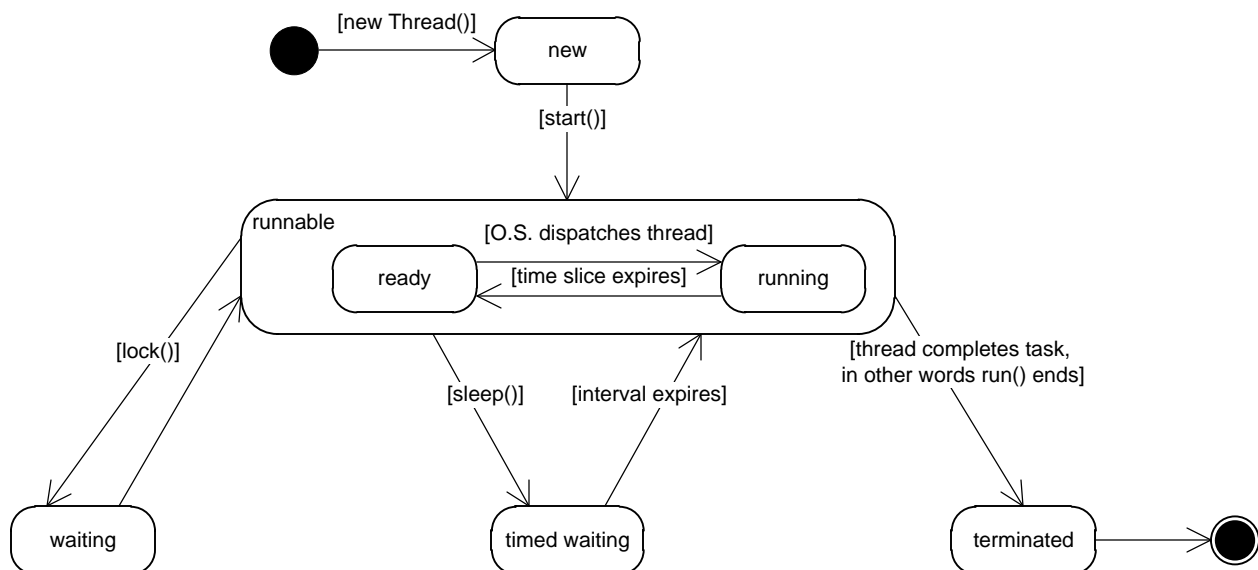 [new Thread()]
new
[start()]
runnable
[O.S. dispatches thread]
ready
[time slice expires]
running
[lock()]
[sleep()]
[interval expires]
[thread completes task,
in other words run() ends]
waiting
timed waiting
terminated